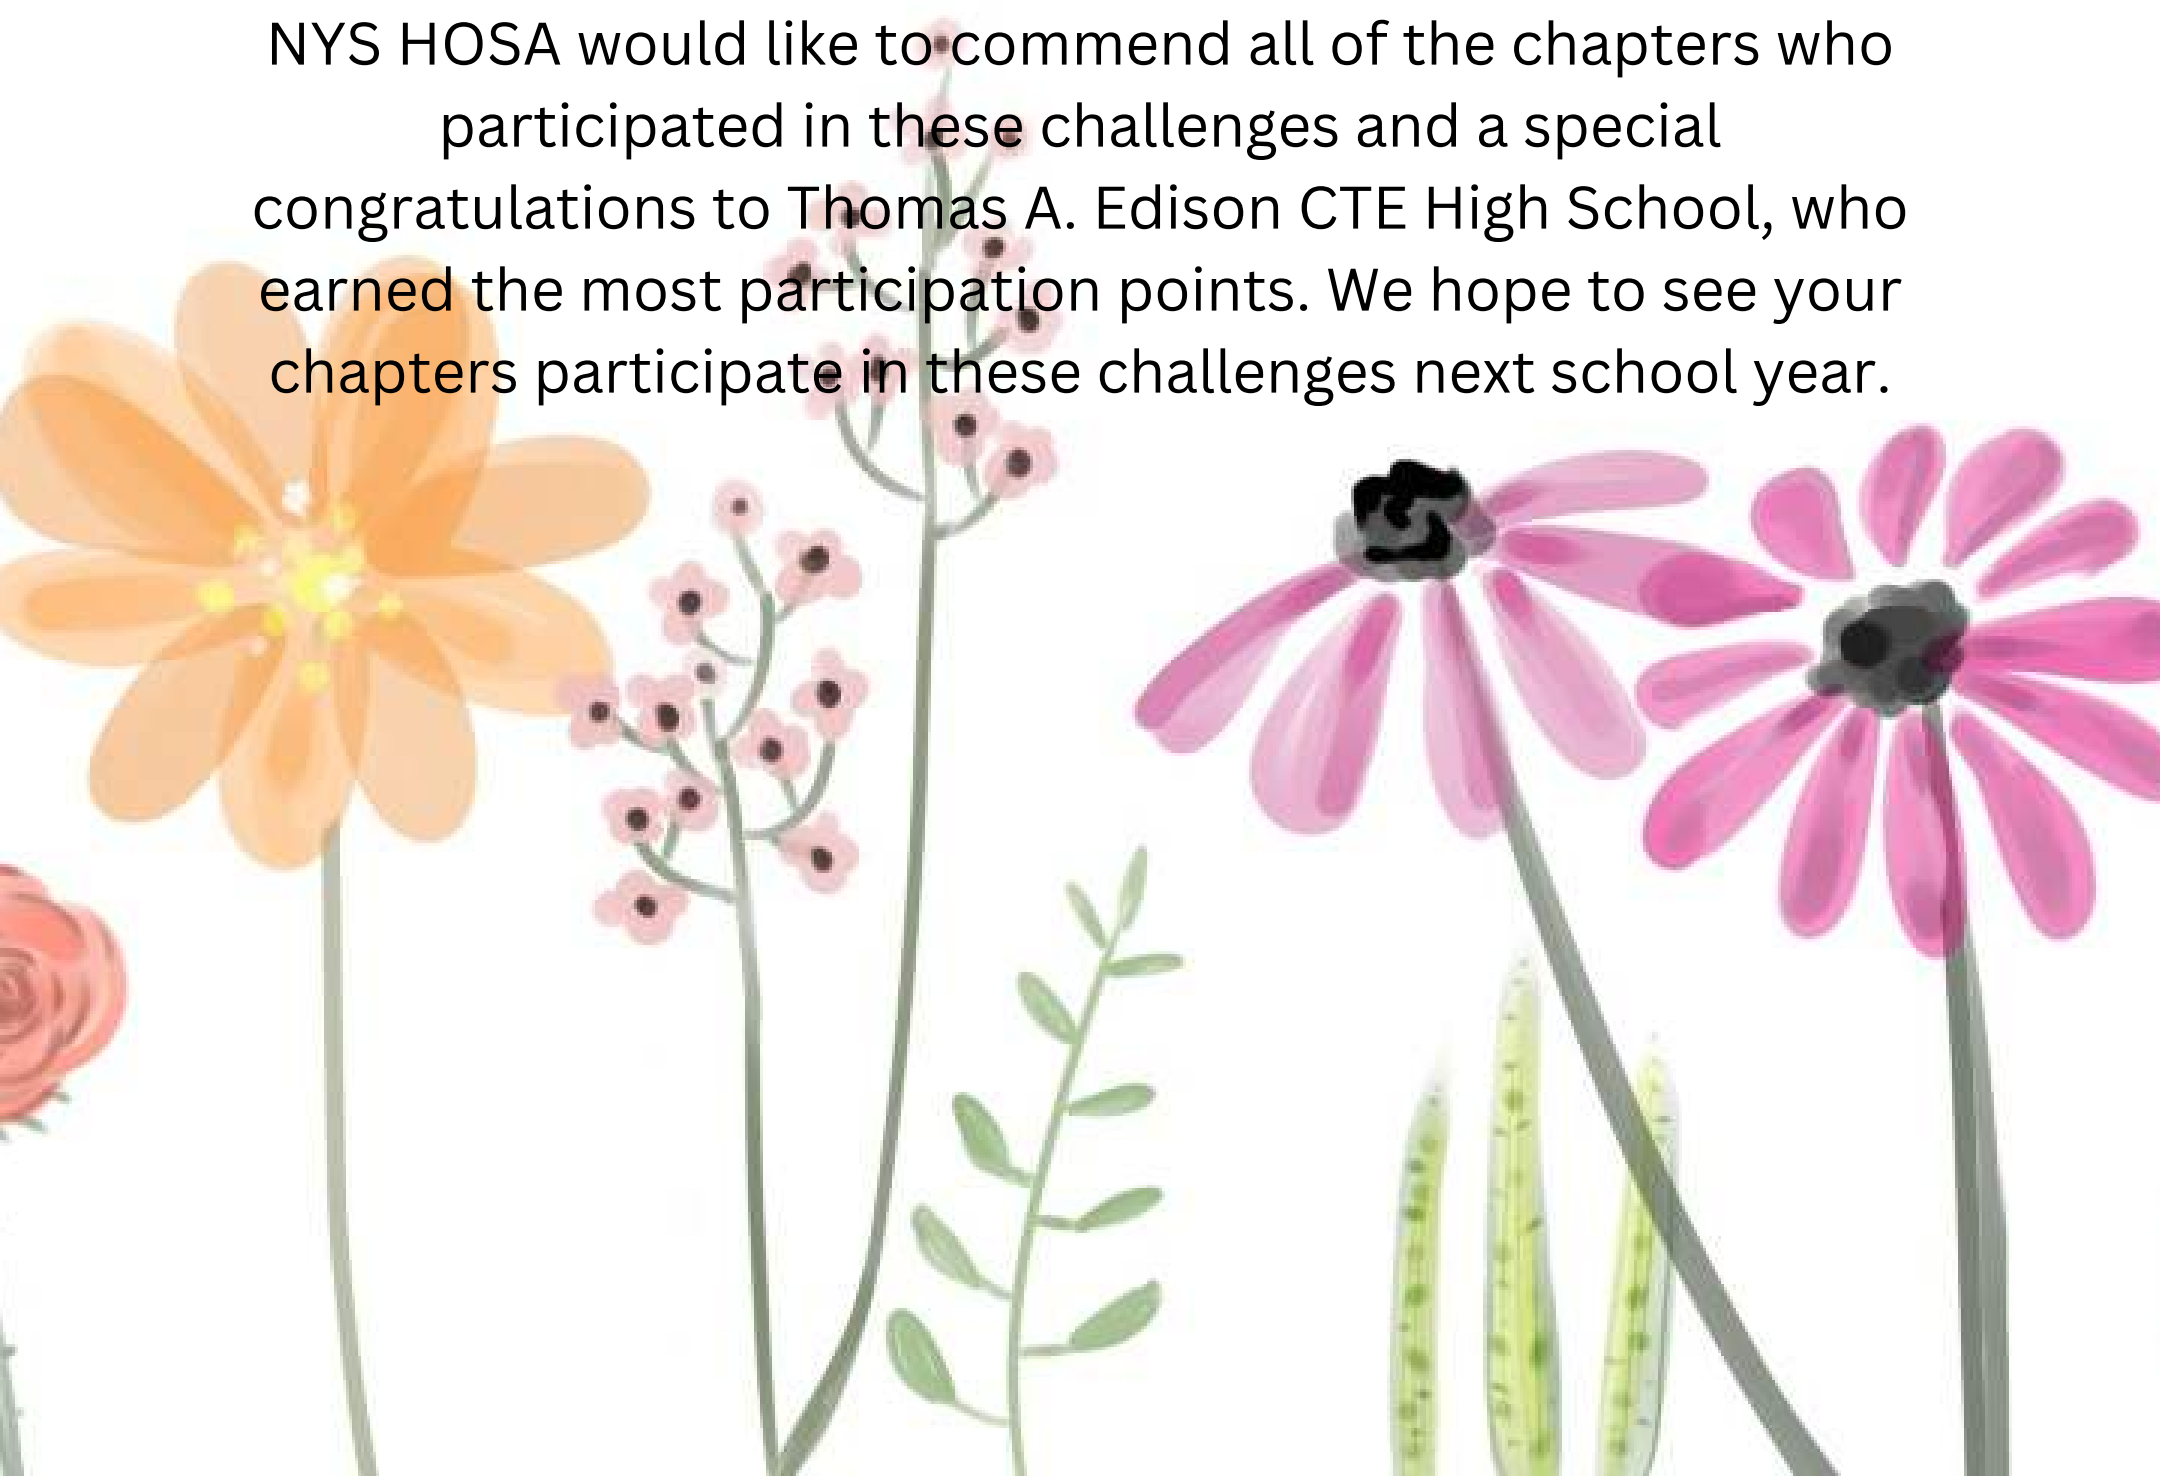 NYS HOSA would like to commend all of the chapters who
participated in these challenges and a special
congratulations to Thomas A. Edison CTE High School, who
earned the most participation points. We hope to see your
chapters participate in these challenges next school year.